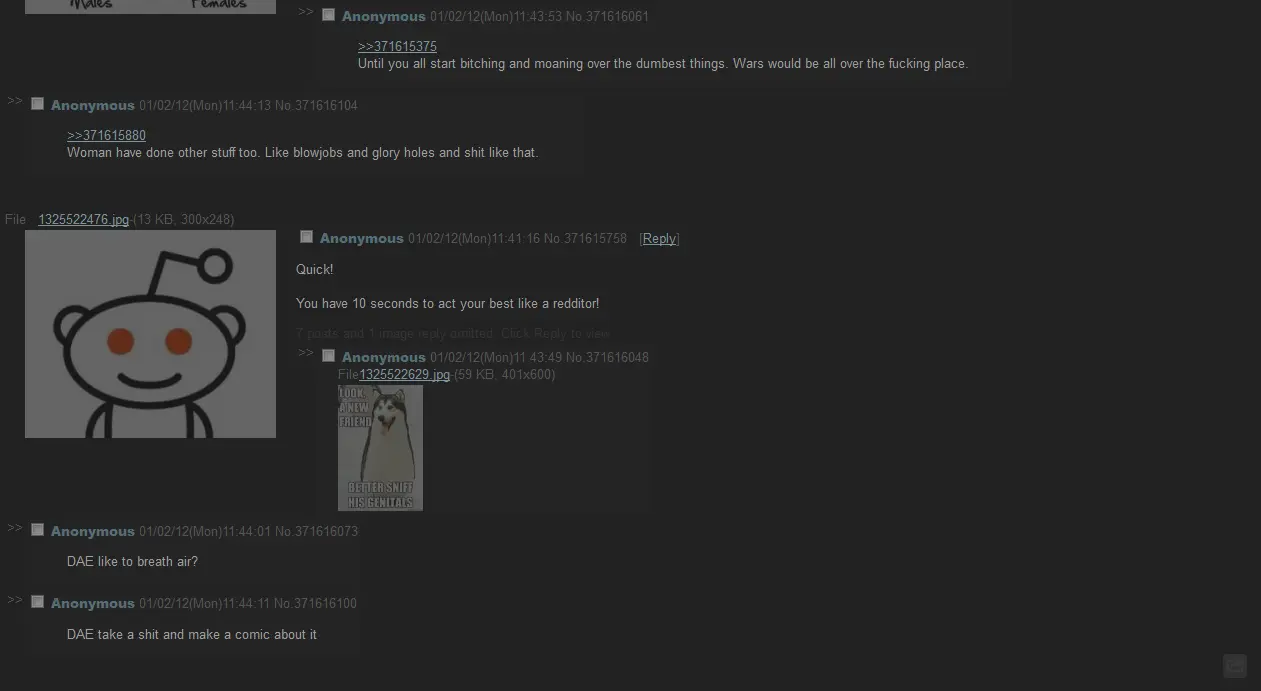 Males Females
>> Anonymous 01/02/12(Mon)11:43:53 No.371616061
>>371615375
Until you all start bitching and moaning over the dumbest things. Wars would be all over the fucking place.
>> Anonymous 01/02/12(Mon)11:44:13 No.371616104
>>371615880
Woman have done other stuff too. Like blowjobs and glory holes and shit like that.
File 1325522476.jpg-(13 KB, 300x248)
Anonymous 01/02/12(Mon)11:41:16 No.371615758 [Reply]
Quick!
You have 10 seconds to act your best like a redditor!
7 posts and 1 image reply omitted. Click Reply to view.
>> Anonymous 01/02/12(Mon)11:43:49 No.371616048
File1325522629.jpg-(59 KB, 401x600)
LOOK,
A NEW
FRIEND
BETTER SNIFF
HIS GENITALS
>> Anonymous 01/02/12(Mon)11:44:01 No.371616073
DAE like to breath air?
>> Anonymous 01/02/12(Mon)11:44:11 No.371616100
DAE take a shit and make a comic about it